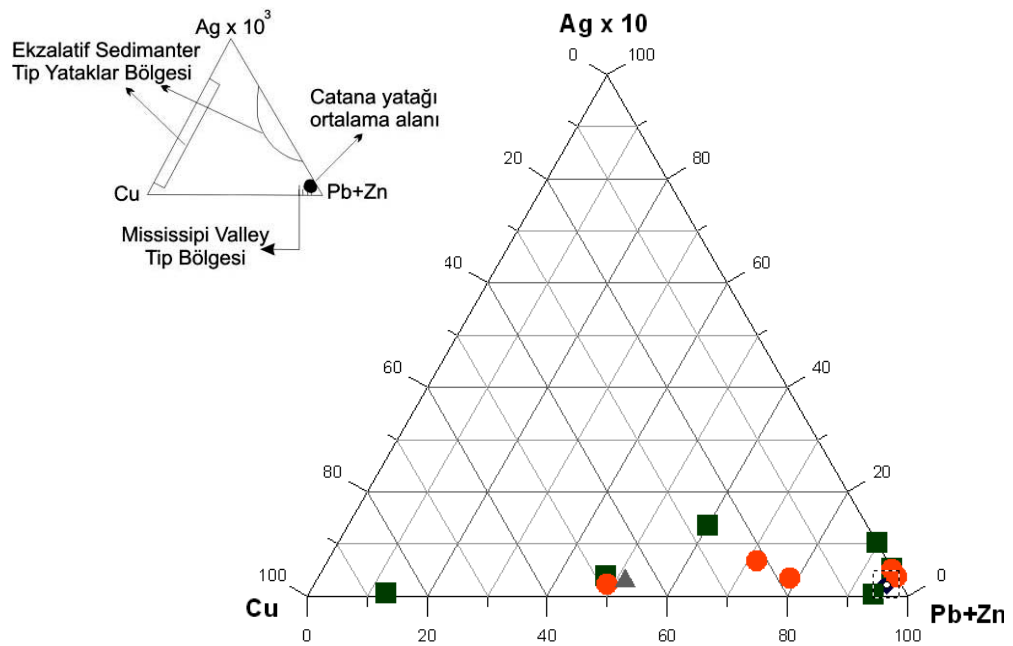 Ag x 10³
Ekzalatif Sedimanter
Tip Yataklar Bölgesi
Catana yatağı
ortalama alanı
Cu
Pb+Zn
Mississipi Valley
Tip Bölgesi
Ag x 10
0
100
20
80
40
60
60
40
80
20
100
0
Cu
Pb+Zn
0
20
40
60
80
100